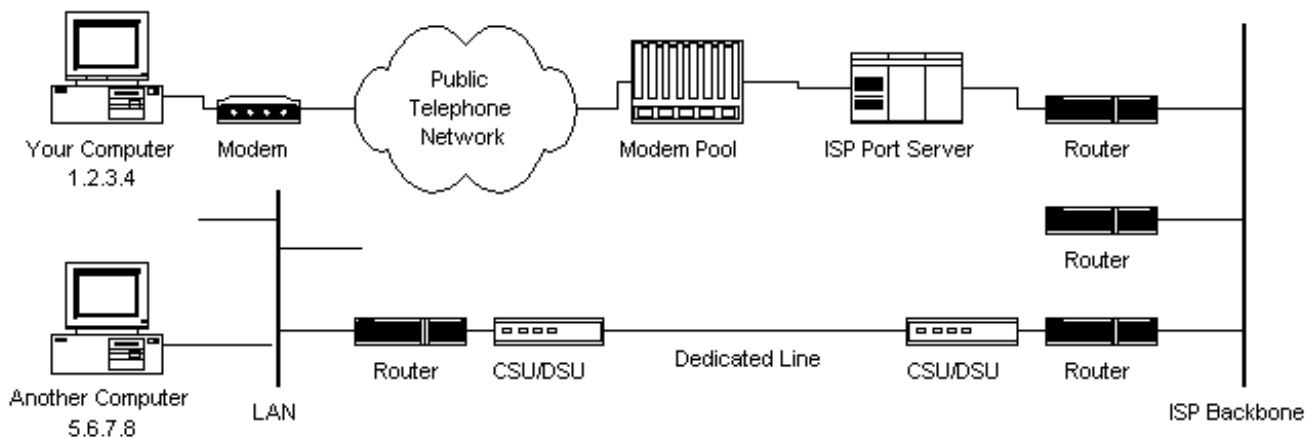 Public
Telephone
Network
Your Computer
1.2.3.4
Modem
Modem Pool
ISP Port Server
Router
Router
Another Computer
5.6.7.8
LAN
Router
CSU/DSU
Dedicated Line
CSU/DSU
Router
ISP Backbone